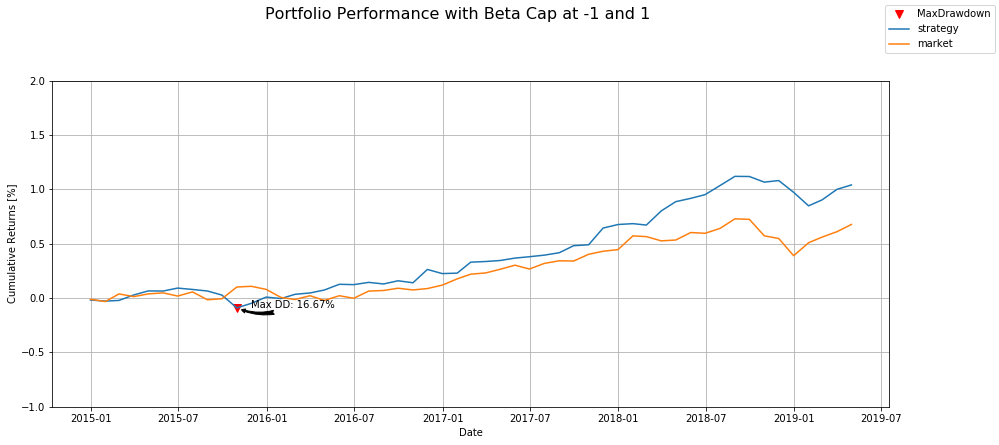 Portfolio Performance with Beta Cap at -1 and 1
MaxDrawdown
strategy
market
2.0
1.5
1.0
0.5
0.0
−0.5
−1.0
Cumulative Returns [%]
Max DD: 16.67%
2015-01 2015-07 2016-01 2016-07 2017-01 2017-07 2018-01 2018-07 2019-01 2019-07
Date